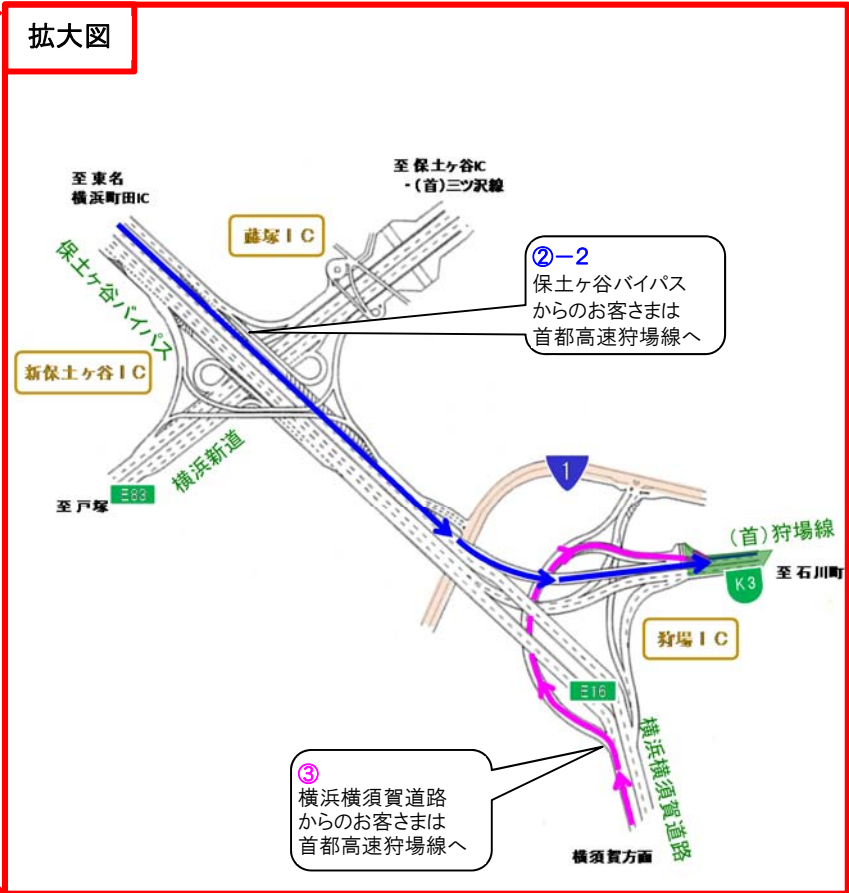 拡大図
至 東名
横浜町田IC
至 保土ヶ谷IC
・(首)三ツ沢線
藤塚IC
保土ヶ谷バイパス
②−2
保土ヶ谷バイパス
からのお客さまは
首都高速狩場線へ
新保土ヶ谷IC
横浜新道
E83
至 戸塚
1
(首)狩場線
至 石川町
K3
狩場IC
E16
横浜横須賀道路
③
横浜横須賀道路
からのお客さまは
首都高速狩場線へ
横須賀方面